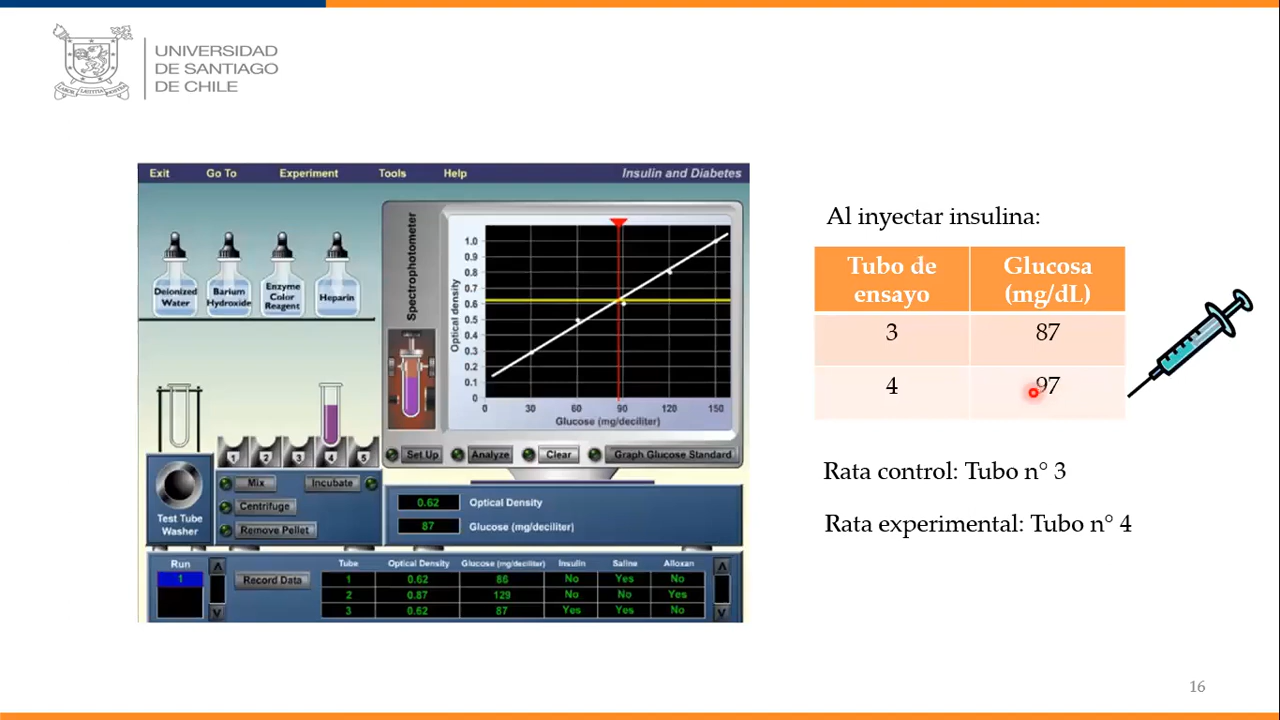 UNIVERSIDAD
DE SANTIAGO
DE CHILE
Exit Go To Experiment Tools Help Insulin and Diabetes
Deionized Water
Barium Hydroxide
Enzyme Color Reagent
Heparin
Spectrophotometer
Optical density
1.0
0.9
0.8
0.7
0.6
0.5
0.4
0.3
0.2
0.1
0
0 30 60 90 120 150
Glucose (mg/deciliter)
Set Up Analyze Clear Graph Glucose Standard
1 2 3 4 5
Mix Incubate
Centrifuge
Remove Pellet
Test Tube
Washer
0.62 Optical Density
87 Glucose (mg/deciliter)
Run
1
Record Data
Tube Optical Density Glucose (mg/deciliter) Insulin Saline Alloxan
1 0.62 86 No Yes No
2 0.87 129 No No Yes
3 0.62 87 Yes Yes No
Al inyectar insulina:
Tubo de ensayo Glucosa (mg/dL)
3 87
4 97
Rata control: Tubo n° 3
Rata experimental: Tubo n° 4
16